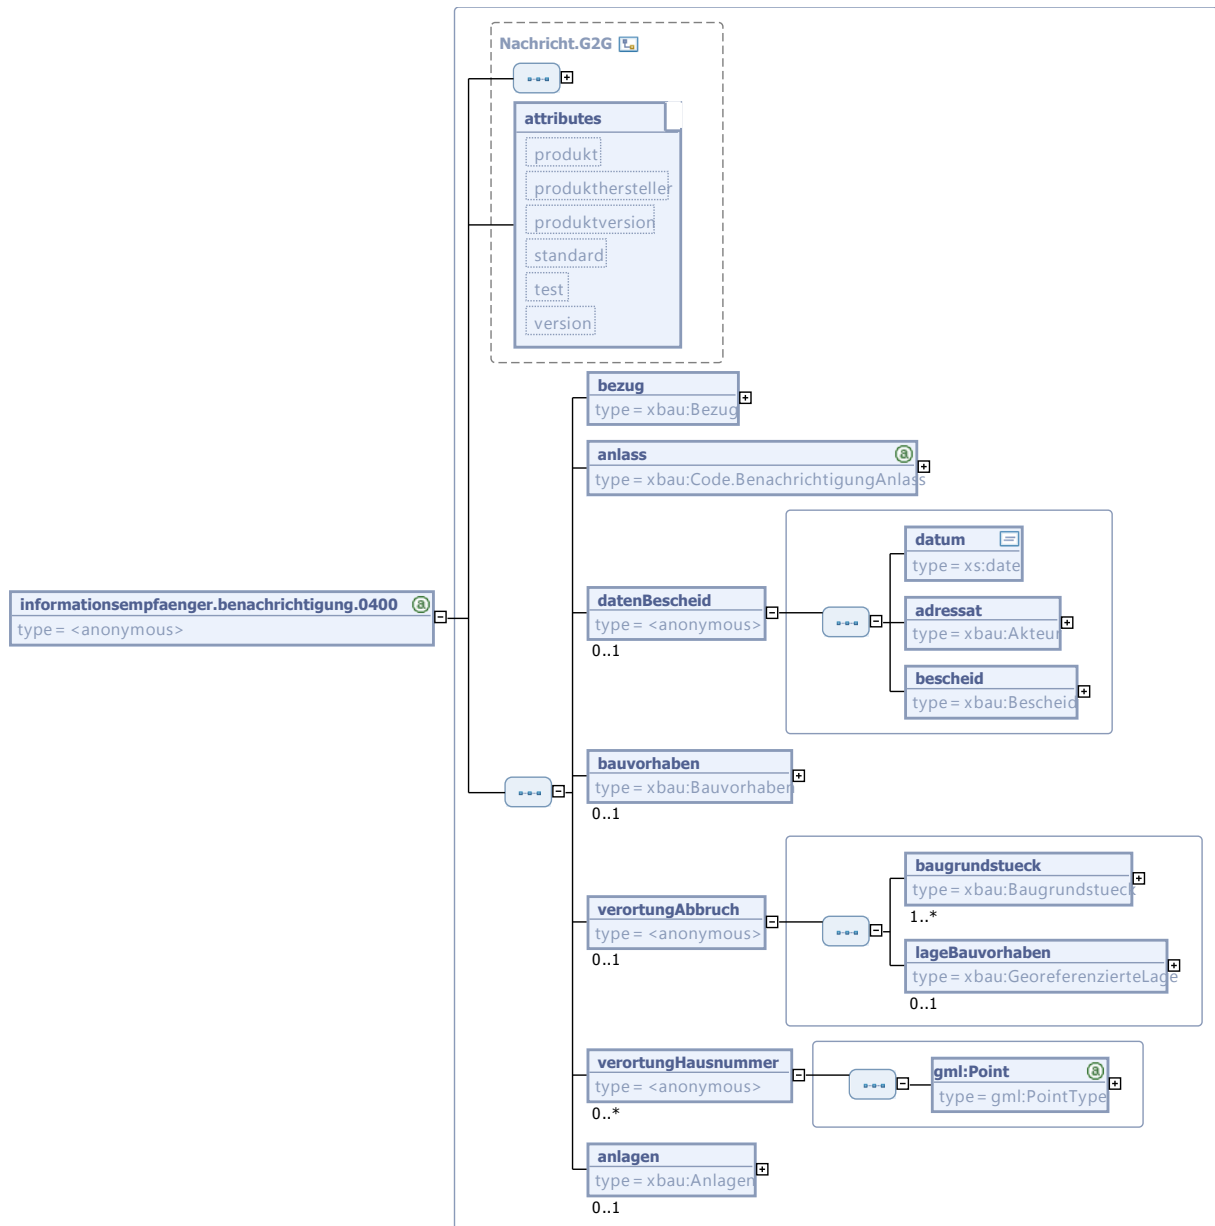 Nachricht.G2G
attributes
produkt
produkthersteller
produktversion
standard
test
version
bezug
type = xbau:Bezug
anlass
type = xbau:Code.BenachrichtigungAnlass
datum
type = xs:date
datenBescheid
type = <anonymous>
0..1
adressat
type = xbau:Akteur
informationsempfaenger.benachrichtigung.0400
type = <anonymous>
bescheid
type = xbau:Bescheid
bauvorhaben
type = xbau:Bauvorhaben
0..1
baugrundstueck
type = xbau:Baugrundstueck
1..*
verortungAbbruch
type = <anonymous>
0..1
lageBauvorhaben
type = xbau:GeoreferenzierteLage
0..1
verortungHausnummer
type = <anonymous>
0..*
gml:Point
type = gml:PointType
anlagen
type = xbau:Anlagen
0..1